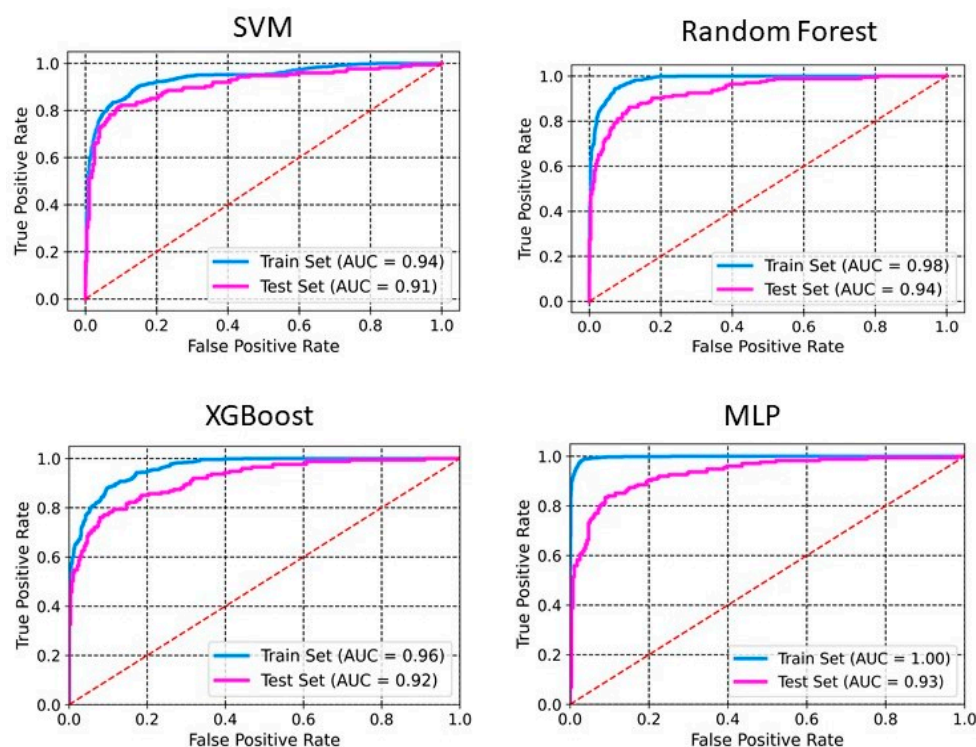 SVM
True Positive Rate
1.0
0.8
0.6
0.4
0.2
0.0
Train Set (AUC = 0.94)
Test Set (AUC = 0.91)
0.0 0.2 0.4 0.6 0.8 1.0
False Positive Rate
Random Forest
True Positive Rate
1.0
0.8
0.6
0.4
0.2
0.0
Train Set (AUC = 0.98)
Test Set (AUC = 0.94)
0.0 0.2 0.4 0.6 0.8 1.0
False Positive Rate
XGBoost
True Positive Rate
1.0
0.8
0.6
0.4
0.2
0.0
Train Set (AUC = 0.96)
Test Set (AUC = 0.92)
0.0 0.2 0.4 0.6 0.8 1.0
False Positive Rate
MLP
True Positive Rate
1.0
0.8
0.6
0.4
0.2
0.0
Train Set (AUC = 1.00)
Test Set (AUC = 0.93)
0.0 0.2 0.4 0.6 0.8 1.0
False Positive Rate